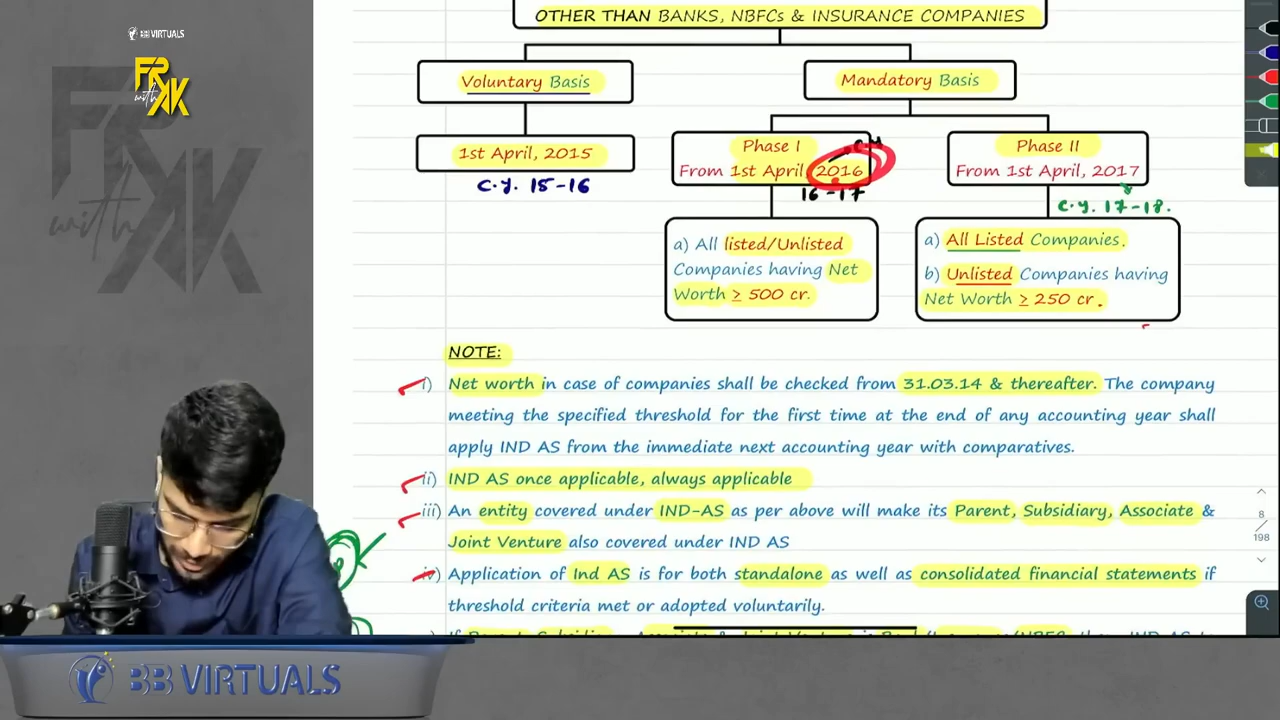 BB VIRTUALS
FR
with AK
FR
with AK
OTHER THAN BANKS, NBFCs & INSURANCE COMPANIES
Voluntary Basis
Mandatory Basis
1st April, 2015
C.Y. 15-16
Phase I
From 1st April, 2016
16-17
Phase II
From 1st April, 2017
C.Y. 17-18.
a) All listed/Unlisted
Companies having Net
Worth ≥ 500 cr.
a) All Listed Companies.
b) Unlisted Companies having
Net Worth ≥ 250 cr.
NOTE:
i) Net worth in case of companies shall be checked from 31.03.14 & thereafter. The company
meeting the specified threshold for the first time at the end of any accounting year shall
apply IND AS from the immediate next accounting year with comparatives.
ii) IND AS once applicable, always applicable
iii) An entity covered under IND-AS as per above will make its Parent, Subsidiary, Associate &
Joint Venture also covered under IND AS
iv) Application of Ind AS is for both standalone as well as consolidated financial statements if
threshold criteria met or adopted voluntarily.
8
198
BB VIRTUALS